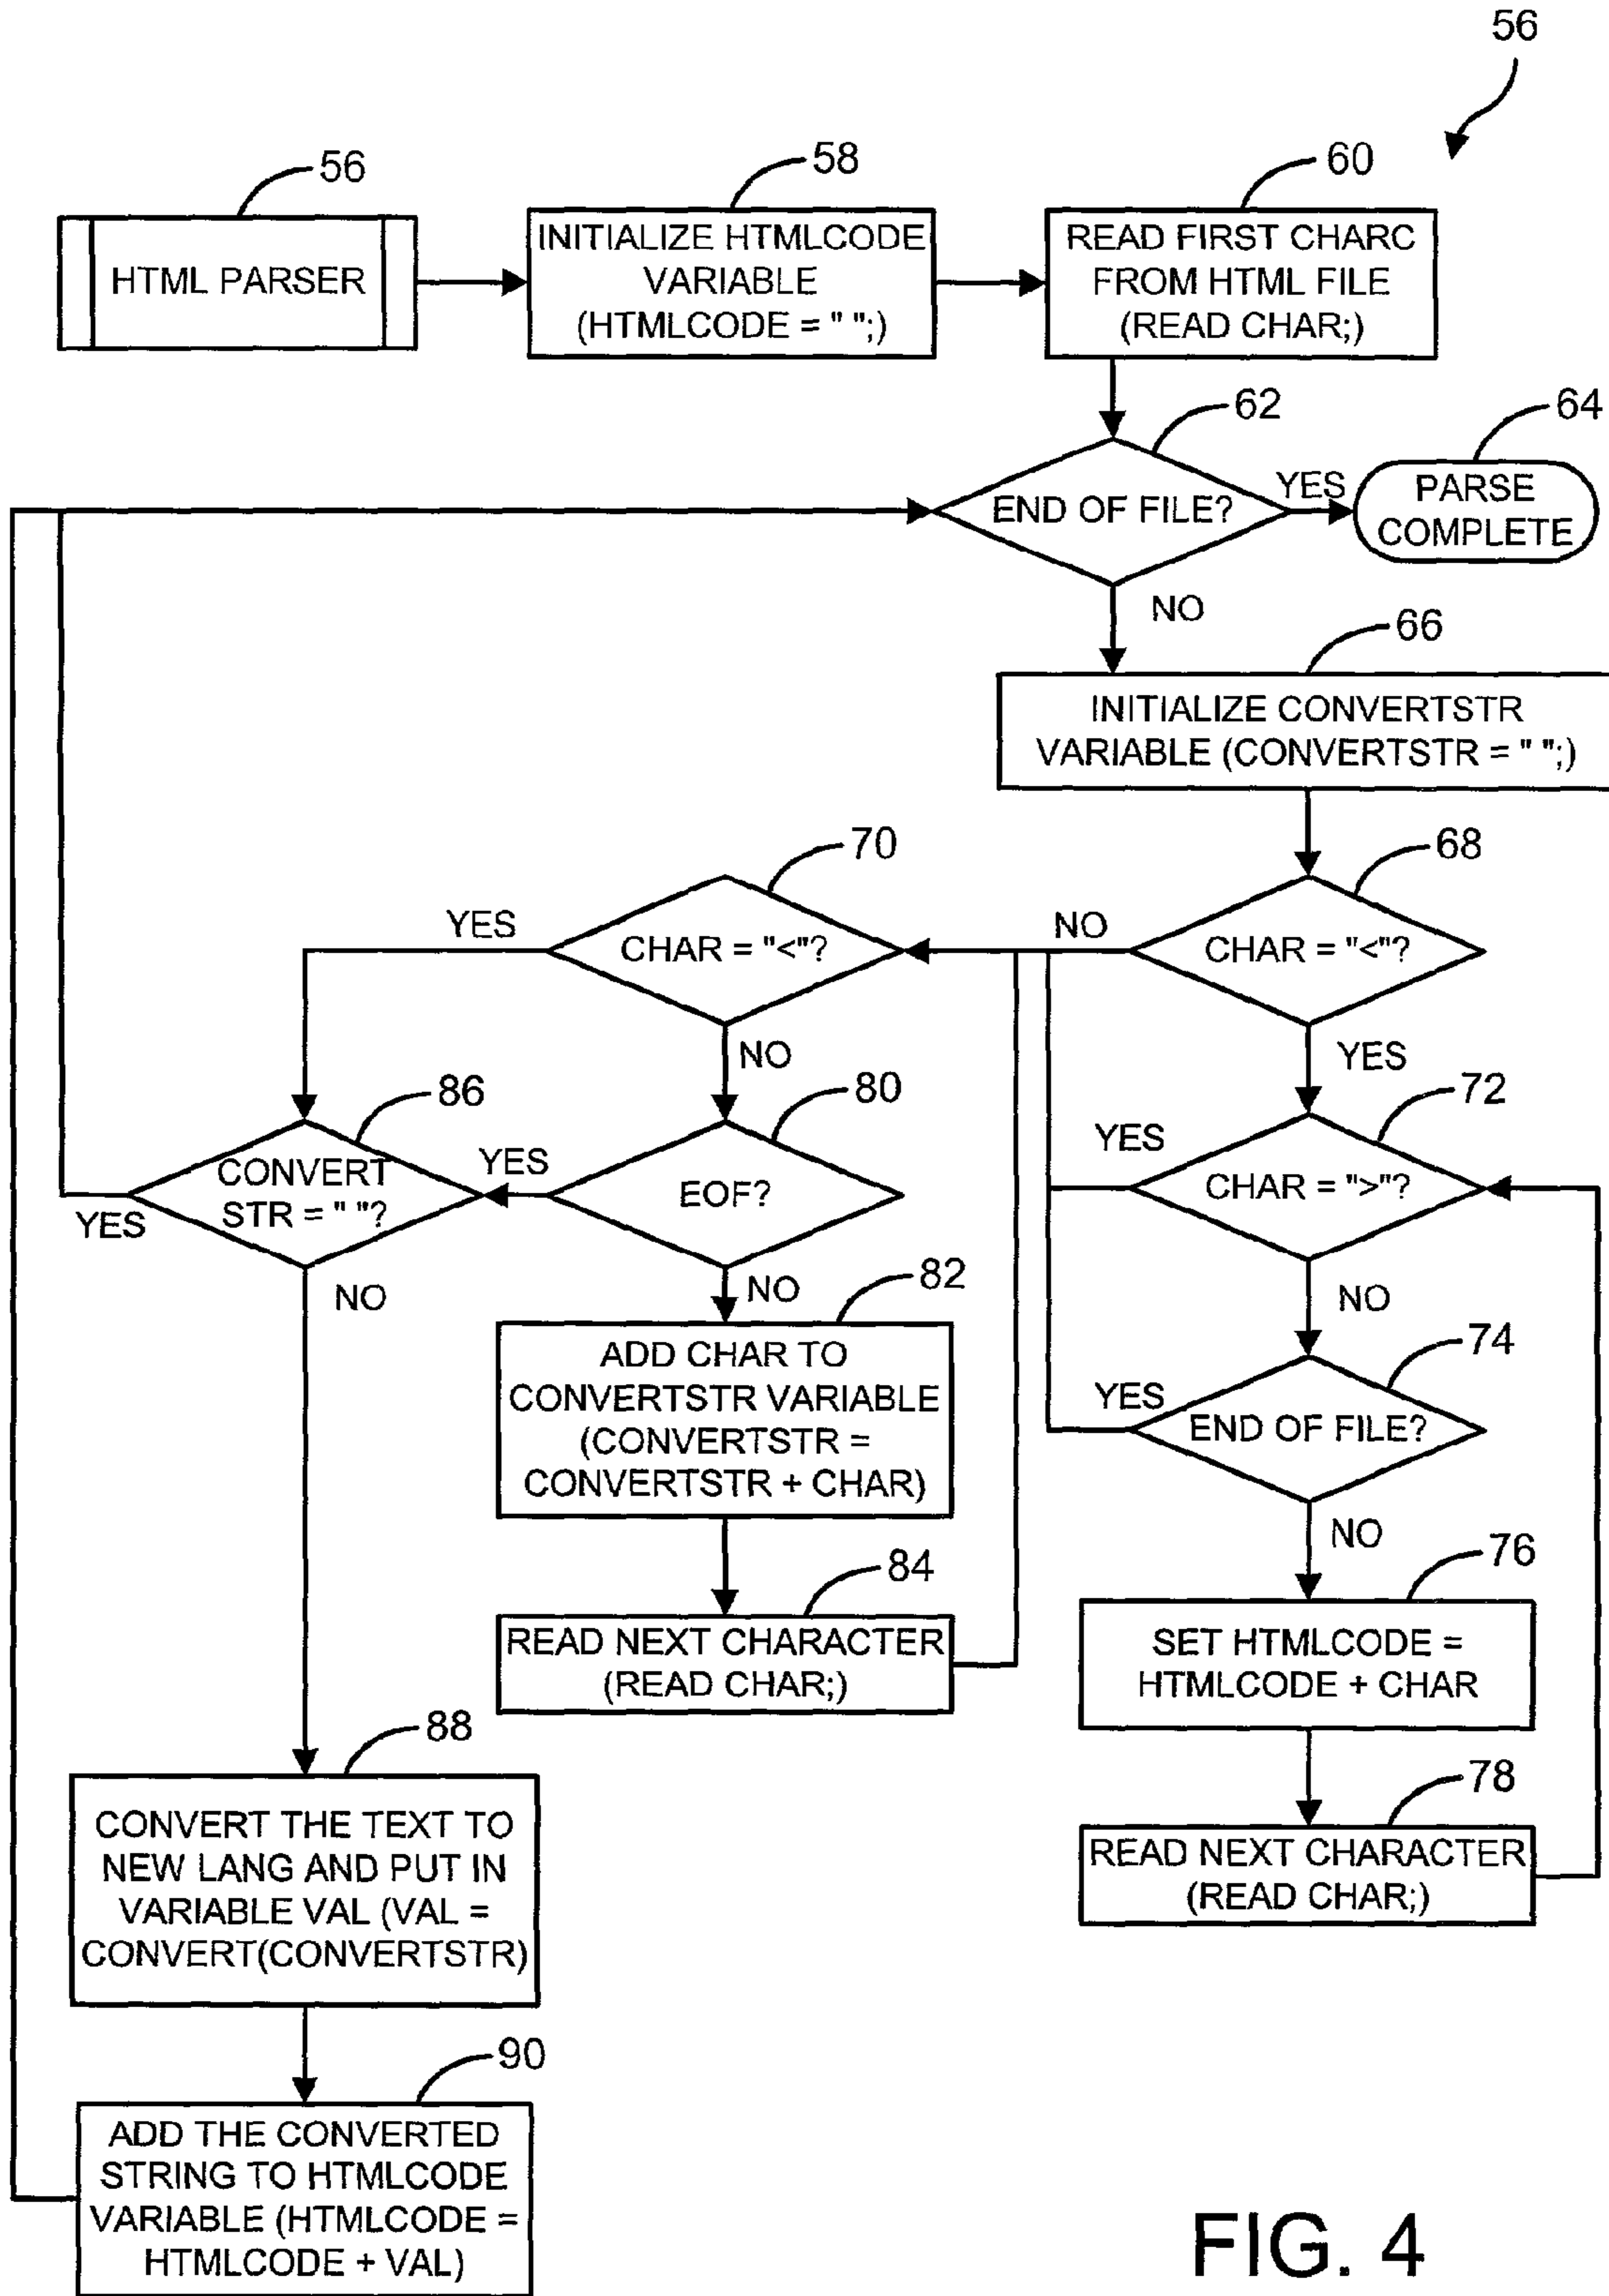 56
56
HTML PARSER
58
INITIALIZE HTMLCODE
VARIABLE
(HTMLCODE = " ";)
60
READ FIRST CHARC
FROM HTML FILE
(READ CHAR;)
62
END OF FILE?
YES
NO
64
PARSE
COMPLETE
66
INITIALIZE CONVERTSTR
VARIABLE (CONVERTSTR = " ";)
68
CHAR = "<"?
NO
YES
70
CHAR = "<"?
YES
NO
72
CHAR = ">"?
YES
NO
74
END OF FILE?
YES
NO
76
SET HTMLCODE =
HTMLCODE + CHAR
78
READ NEXT CHARACTER
(READ CHAR;)
80
EOF?
YES
NO
82
ADD CHAR TO
CONVERTSTR VARIABLE
(CONVERTSTR =
CONVERTSTR + CHAR)
84
READ NEXT CHARACTER
(READ CHAR;)
86
CONVERT
STR = " "?
YES
NO
88
CONVERT THE TEXT TO
NEW LANG AND PUT IN
VARIABLE VAL (VAL =
CONVERT(CONVERTSTR)
90
ADD THE CONVERTED
STRING TO HTMLCODE
VARIABLE (HTMLCODE =
HTMLCODE + VAL)
FIG. 4